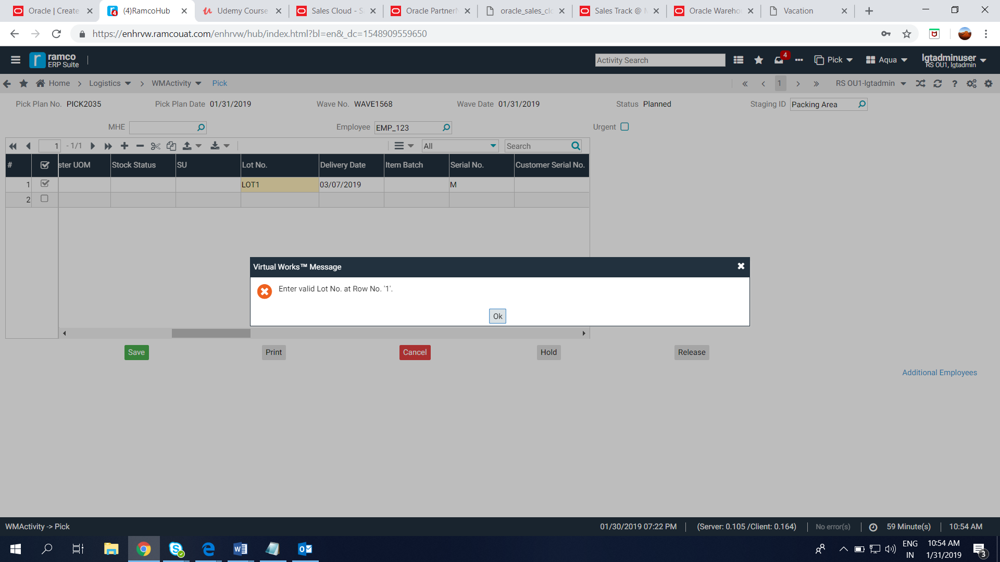 Oracle | Create
(4)RamcoHub
Udemy Course
Sales Cloud - S
Oracle Partner
oracle_sales_cl
Sales Track @
Oracle Wareho
Vacation
https://enhrvw.ramcouat.com/enhrvw/hub/index.html?bl=en&_dc=1548909559650
ramco
ERP Suite
Activity Search
4
Pick
Aqua
lgtadminuser
RS OU1, lgtadmin
Home > Logistics > WMActivity Pick
« < 1 > » RS OU1-lgtadmin
Pick Plan No. PICK2035 Pick Plan Date 01/31/2019 Wave No. WAVE1568 Wave Date 01/31/2019 Status Planned Staging ID Packing Area
MHE Employee EMP_123 Urgent
1 - 1/1 All Search
# ster UOM Stock Status SU Lot No. Delivery Date Item Batch Serial No. Customer Serial No.
1 LOT1 03/07/2019 M
2
Virtual Works™ Message
Enter valid Lot No. at Row No. '1'.
Ok
Save Print Cancel Hold Release
Additional Employees
WMActivity -> Pick 01/30/2019 07:22 PM (Server: 0.105 /Client: 0.164) No error(s) 59 Minute(s) 10:54 AM
ENG
IN
10:54 AM
1/31/2019
3